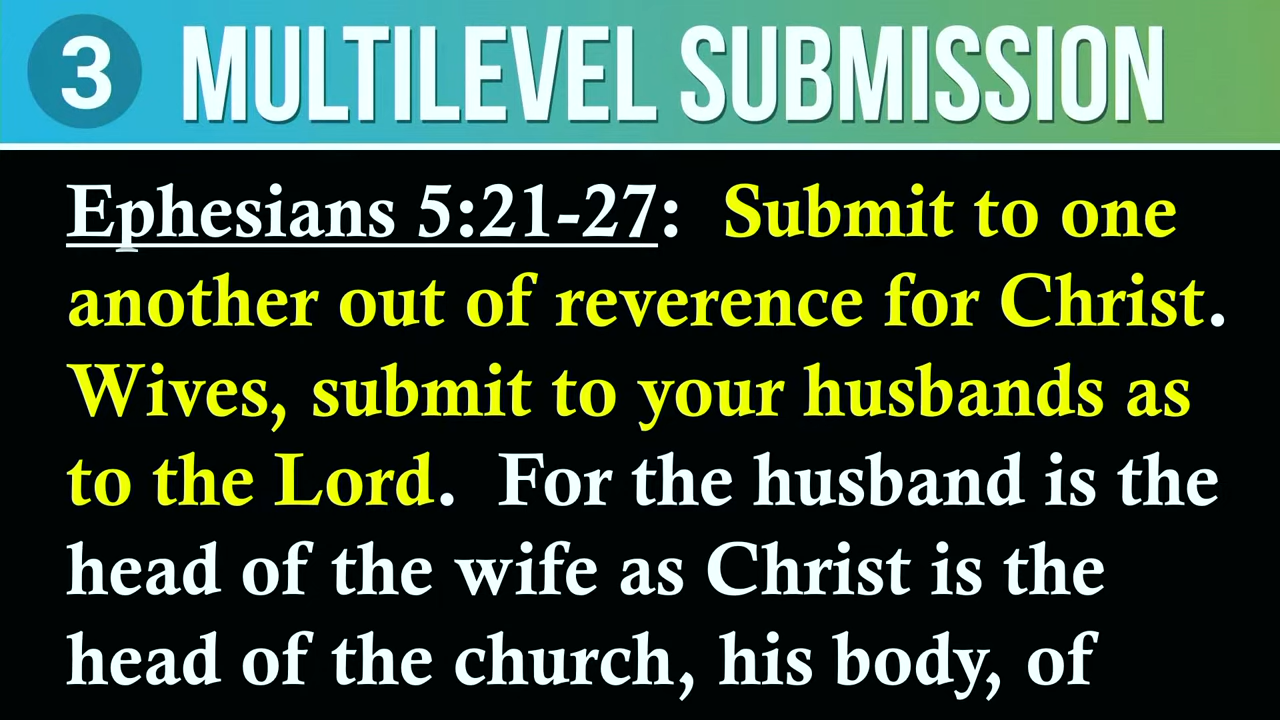 3 MULTILEVEL SUBMISSION
Ephesians 5:21-27: Submit to one
another out of reverence for Christ.
Wives, submit to your husbands as
to the Lord. For the husband is the
head of the wife as Christ is the
head of the church, his body, of